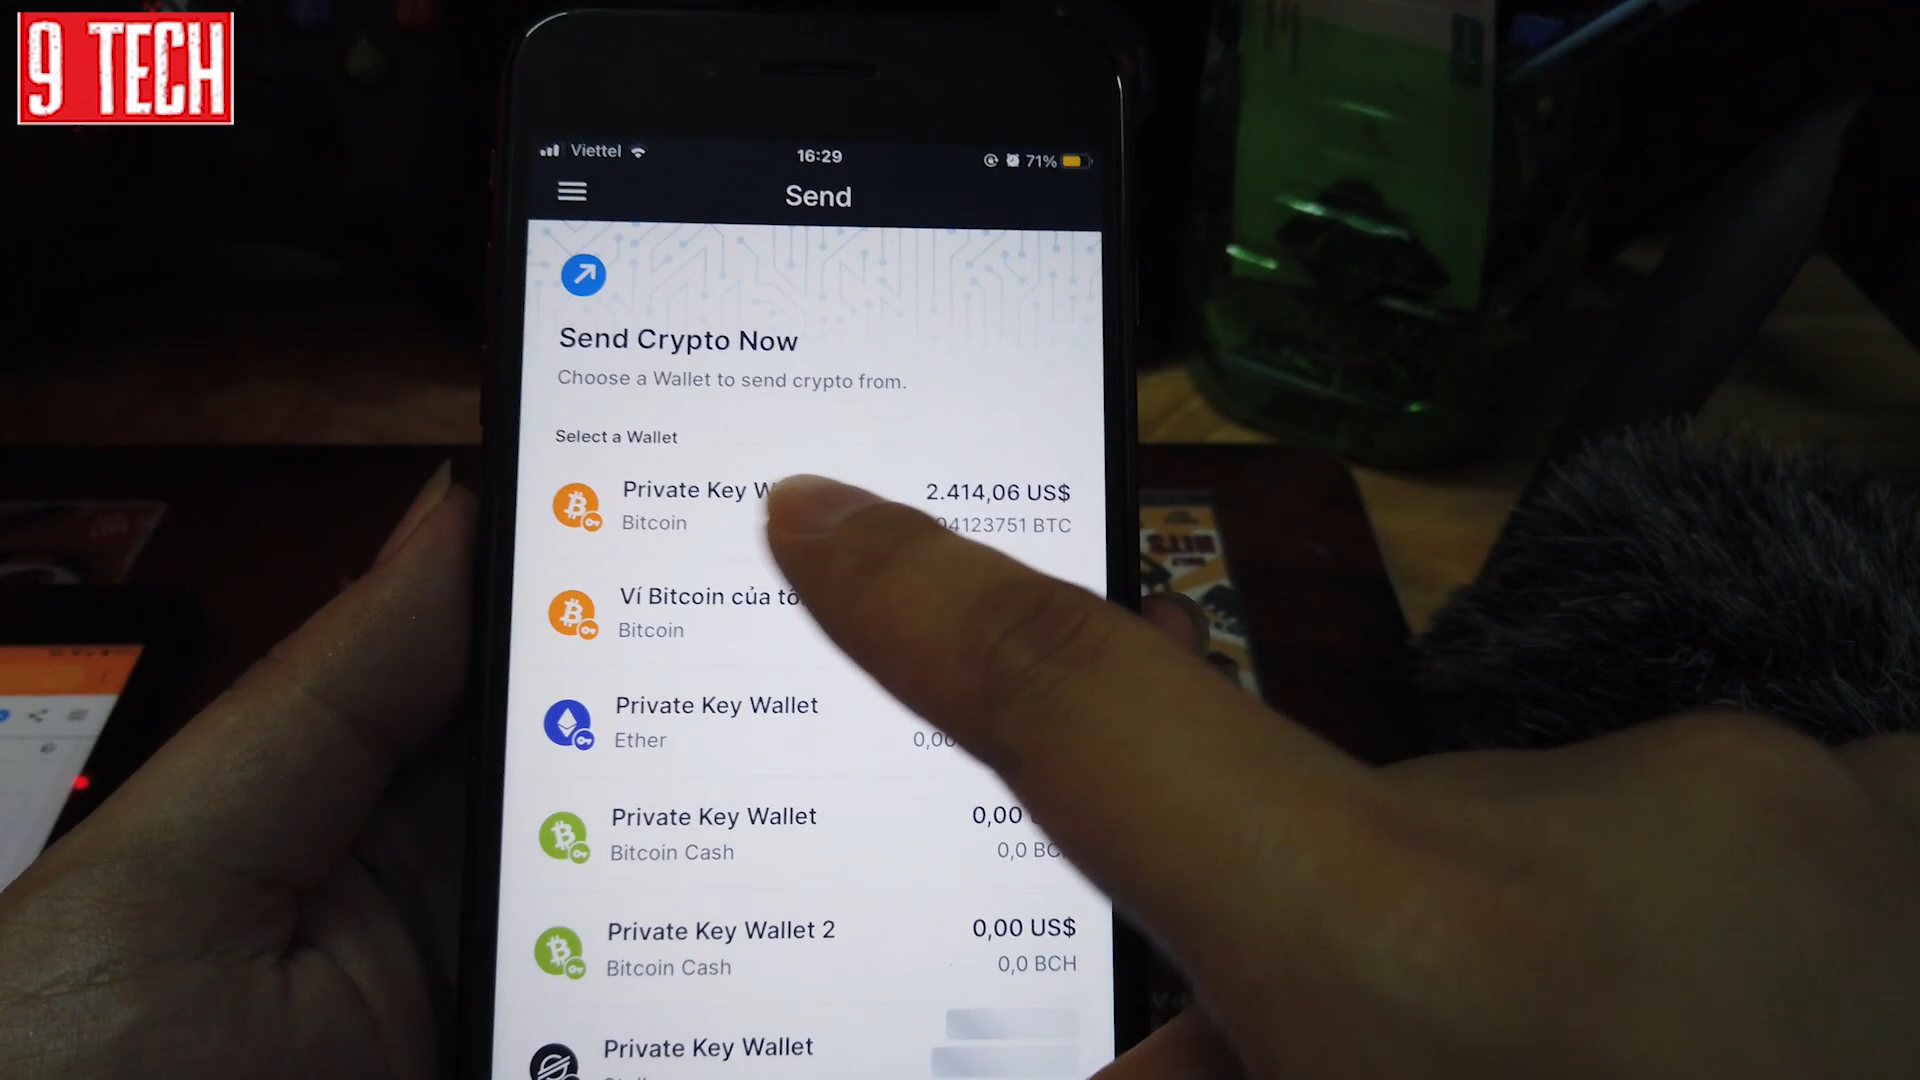 9 TECH
Viettel
16:29
71%
Send
Send Crypto Now
Choose a Wallet to send crypto from.
Select a Wallet
Private Key
2.414,06 US$
Bitcoin
04123751 BTC
Ví Bitcoin của
Bitcoin
Private Key Wallet
Ether
0,00
Private Key Wallet
0,00
Bitcoin Cash
0,0
Private Key Wallet 2
0,00 US$
Bitcoin Cash
0,0 BCH
Private Key Wallet